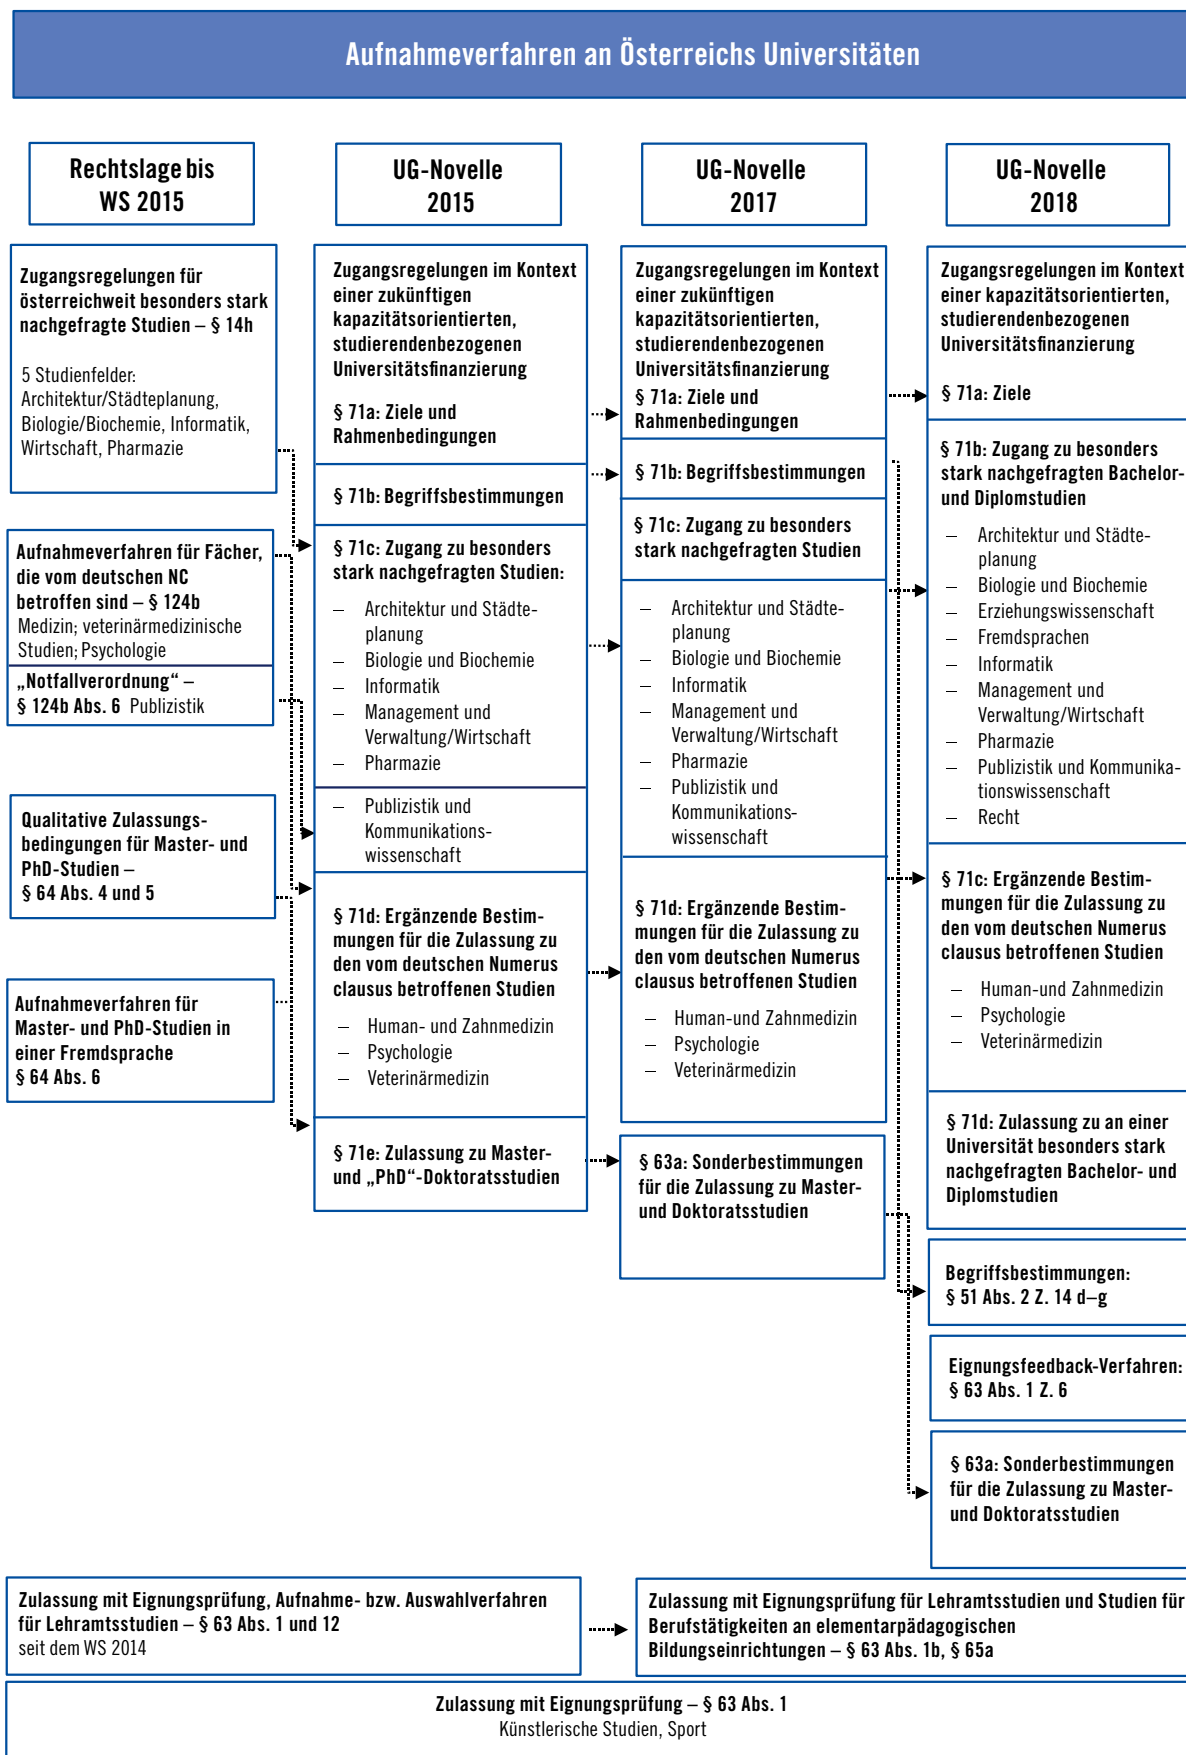 Aufnahmeverfahren an Österreichs Universitäten
Rechtslage bis
WS 2015
Zugangsregelungen für
österreichweit besonders stark
nachgefragte Studien – § 14h
5 Studienfelder:
Architektur/Städteplanung,
Biologie/Biochemie, Informatik,
Wirtschaft, Pharmazie
Aufnahmeverfahren für Fächer,
die vom deutschen NC
betroffen sind – § 124b
Medizin; veterinärmedizinische
Studien; Psychologie
„Notfallverordnung“ –
§ 124b Abs. 6 Publizistik
Qualitative Zulassungs-
bedingungen für Master- und
PhD-Studien –
§ 64 Abs. 4 und 5
Aufnahmeverfahren für
Master- und PhD-Studien in
einer Fremdsprache
§ 64 Abs. 6
UG-Novelle
2015
Zugangsregelungen im Kontext
einer zukünftigen
kapazitätsorientierten,
studierendenbezogenen
Universitätsfinanzierung
§ 71a: Ziele und
Rahmenbedingungen
§ 71b: Begriffsbestimmungen
§ 71c: Zugang zu besonders
stark nachgefragten Studien:
– Architektur und Städte-
planung
– Biologie und Biochemie
– Informatik
– Management und
Verwaltung/Wirtschaft
– Pharmazie
– Publizistik und
Kommunikations-
wissenschaft
§ 71d: Ergänzende Bestim-
mungen für die Zulassung zu
den vom deutschen Numerus
clausus betroffenen Studien
– Human- und Zahnmedizin
– Psychologie
– Veterinärmedizin
§ 71e: Zulassung zu Master-
und „PhD“-Doktoratsstudien
UG-Novelle
2017
Zugangsregelungen im Kontext
einer zukünftigen
kapazitätsorientierten,
studierendenbezogenen
Universitätsfinanzierung
§ 71a: Ziele und
Rahmenbedingungen
§ 71b: Begriffsbestimmungen
§ 71c: Zugang zu besonders
stark nachgefragten Studien
– Architektur und Städte-
planung
– Biologie und Biochemie
– Informatik
– Management und
Verwaltung/Wirtschaft
– Pharmazie
– Publizistik und
Kommunikations-
wissenschaft
§ 71d: Ergänzende Bestim-
mungen für die Zulassung zu
den vom deutschen Numerus
clausus betroffenen Studien
– Human-und Zahnmedizin
– Psychologie
– Veterinärmedizin
§ 63a: Sonderbestimmungen
für die Zulassung zu Master-
und Doktoratsstudien
UG-Novelle
2018
Zugangsregelungen im Kontext
einer kapazitätsorientierten,
studierendenbezogenen
Universitätsfinanzierung
§ 71a: Ziele
§ 71b: Zugang zu besonders
stark nachgefragten Bachelor-
und Diplomstudien
– Architektur und Städte-
planung
– Biologie und Biochemie
– Erziehungswissenschaft
– Fremdsprachen
– Informatik
– Management und
Verwaltung/Wirtschaft
– Pharmazie
– Publizistik und Kommunika-
tionswissenschaft
– Recht
§ 71c: Ergänzende Bestim-
mungen für die Zulassung zu
den vom deutschen Numerus
clausus betroffenen Studien
– Human-und Zahnmedizin
– Psychologie
– Veterinärmedizin
§ 71d: Zulassung zu an einer
Universität besonders stark
nachgefragten Bachelor- und
Diplomstudien
Begriffsbestimmungen:
§ 51 Abs. 2 Z. 14 d–g
Eignungsfeedback-Verfahren:
§ 63 Abs. 1 Z. 6
§ 63a: Sonderbestimmungen
für die Zulassung zu Master-
und Doktoratsstudien
Zulassung mit Eignungsprüfung, Aufnahme- bzw. Auswahlverfahren
für Lehramtsstudien – § 63 Abs. 1 und 12
seit dem WS 2014
Zulassung mit Eignungsprüfung für Lehramtsstudien und Studien für
Berufstätigkeiten an elementarpädagogischen
Bildungseinrichtungen – § 63 Abs. 1b, § 65a
Zulassung mit Eignungsprüfung – § 63 Abs. 1
Künstlerische Studien, Sport